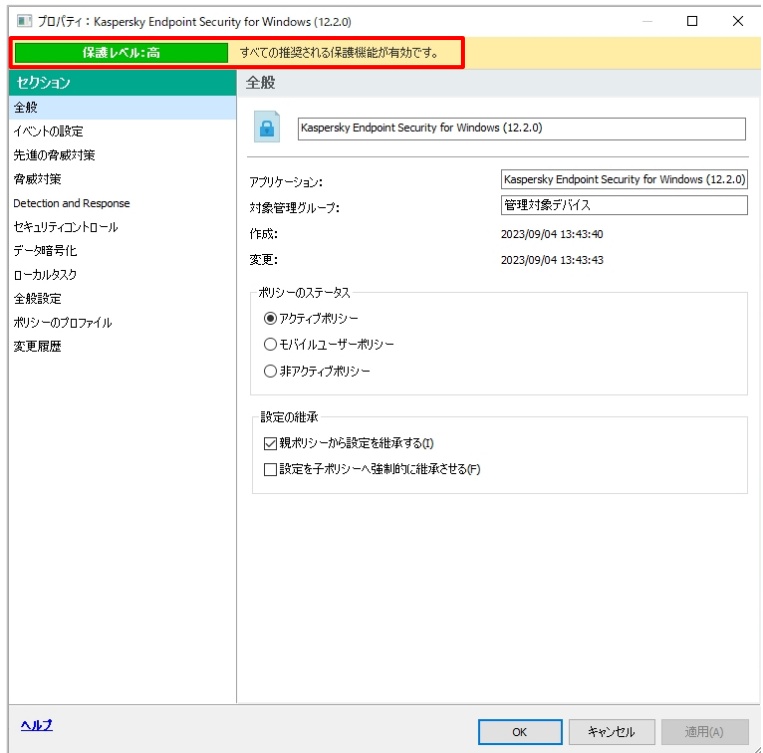 プロパティ：Kaspersky Endpoint Security for Windows (12.2.0)
保護レベル：高 すべての推奨される保護機能が有効です。
セクション
全般
イベントの設定
先進の脅威対策
脅威対策
Detection and Response
セキュリティコントロール
データ暗号化
ローカルタスク
全般設定
ポリシーのプロファイル
変更履歴
全般
Kaspersky Endpoint Security for Windows (12.2.0)
アプリケーション： Kaspersky Endpoint Security for Windows (12.2.0)
対象管理グループ： 管理対象デバイス
作成： 2023/09/04 13:43:40
変更： 2023/09/04 13:43:43
ポリシーのステータス
アクティブポリシー
モバイルユーザーポリシー
非アクティブポリシー
設定の継承
親ポリシーから設定を継承する(I)
設定を子ポリシーへ強制的に継承させる(F)
ヘルプ
OK キャンセル 適用(A)